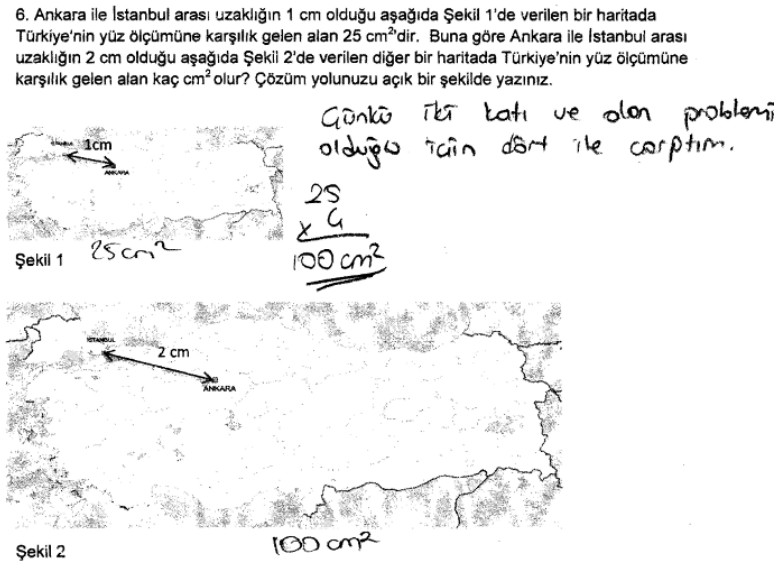 6. Ankara ile İstanbul arası uzaklığın 1 cm olduğu aşağıda Şekil 1'de verilen bir haritada
Türkiye'nin yüz ölçümüne karşılık gelen alan 25 cm²'dir. Buna göre Ankara ile İstanbul arası
uzaklığın 2 cm olduğu aşağıda Şekil 2'de verilen diğer bir haritada Türkiye'nin yüz ölçümüne
karşılık gelen alan kaç cm² olur? Çözüm yolunuzu açık bir şekilde yazınız.
Çünkü iki katı ve alan problemi
olduğu için dört ile çarptım.
İSTANBUL
1cm
ANKARA
25
x 4
100 cm²
Şekil 1
25 cm²
İSTANBUL
2 cm
ANKARA
Şekil 2
100 cm²